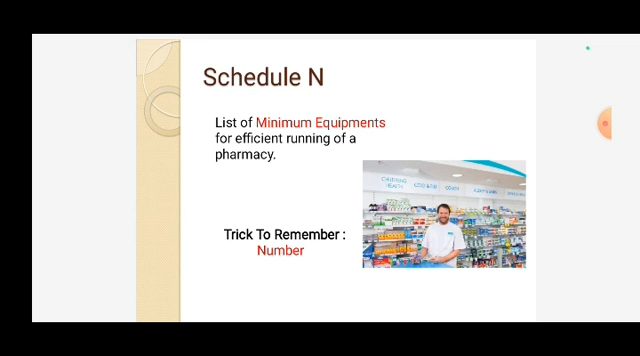 Schedule N
List of Minimum Equipments
for efficient running of a
pharmacy.
Trick To Remember :
Number